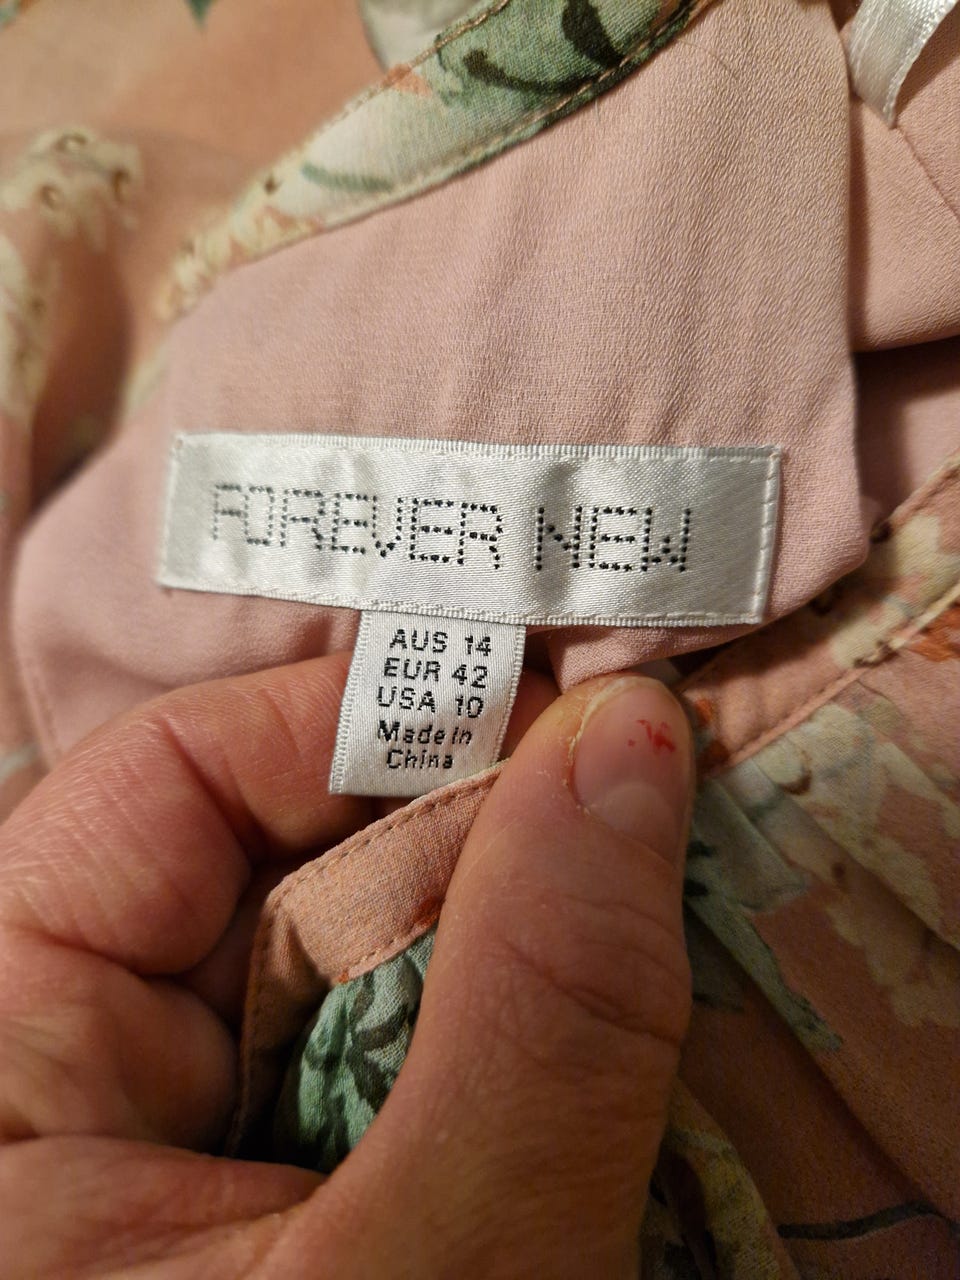 FOREVER NEW
AUS 14
EUR 42
USA 10
Made in
China